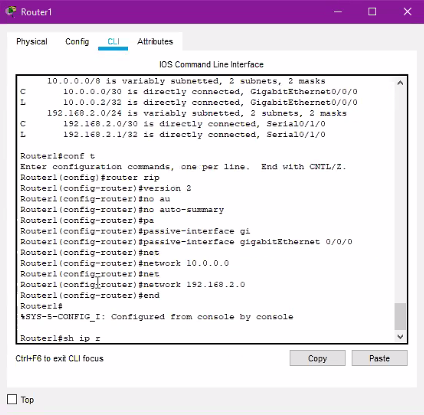 Router1
Physical Config CLI Attributes
IOS Command Line Interface
10.0.0.0/8 is variably subnetted, 2 subnets, 2 masks
C 10.0.0.0/30 is directly connected, GigabitEthernet0/0/0
L 10.0.0.2/32 is directly connected, GigabitEthernet0/0/0
192.168.2.0/24 is variably subnetted, 2 subnets, 2 masks
C 192.168.2.0/30 is directly connected, Serial0/1/0
L 192.168.2.1/32 is directly connected, Serial0/1/0
Router1#conf t
Enter configuration commands, one per line. End with CNTL/Z.
Router1(config)#router rip
Router1(config-router)#version 2
Router1(config-router)#no au
Router1(config-router)#no auto-summary
Router1(config-router)#pa
Router1(config-router)#passive-interface gi
Router1(config-router)#passive-interface gigabitEthernet 0/0/0
Router1(config-router)#net
Router1(config-router)#network 10.0.0.0
Router1(config-router)#net
Router1(config-router)#network 192.168.2.0
Router1(config-router)#end
Router1#
%SYS-5-CONFIG_I: Configured from console by console
Router1#sh ip r
Ctrl+F6 to exit CLI focus
Copy Paste
Top